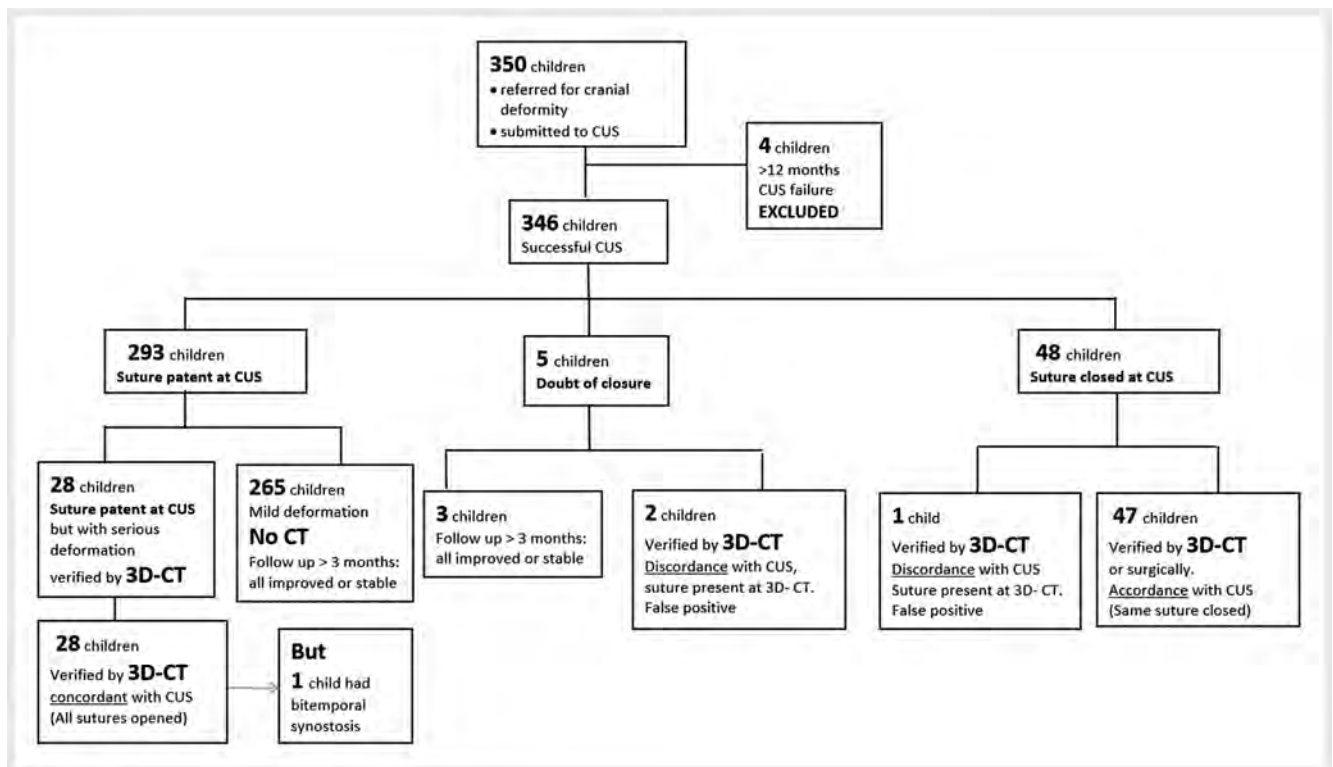 350 children
• referred for cranial
deformity
• submitted to CUS
4 children
>12 months
CUS failure
EXCLUDED
346 children
Successful CUS
293 children
Suture patent at CUS
5 children
Doubt of closure
48 children
Suture closed at CUS
28 children
Suture patent at CUS
but with serious
deformation
verified by 3D-CT
265 children
Mild deformation
No CT
Follow up > 3 months:
all improved or stable
3 children
Follow up > 3 months:
all improved or stable
2 children
Verified by 3D-CT
Discordance with CUS,
suture present at 3D- CT.
False positive
1 child
Verified by 3D-CT
Discordance with CUS
Suture present at 3D- CT.
False positive
47 children
Verified by 3D-CT
or surgically.
Accordance with CUS
(Same suture closed)
28 children
Verified by 3D-CT
concordant with CUS
(All sutures opened)
But
1 child had
bitemporal
synostosis